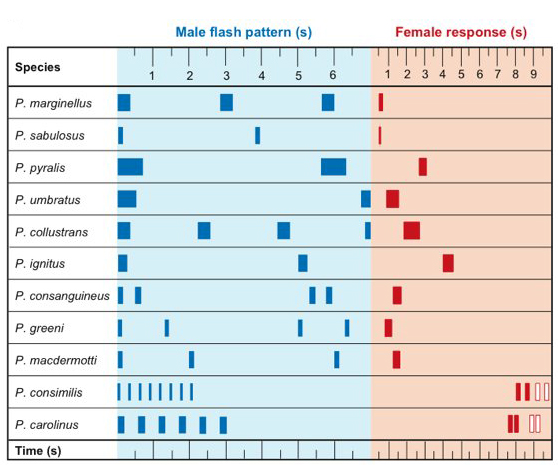 Male flash pattern (s) Female response (s)
Species 1 2 3 4 5 6 1 2 3 4 5 6 7 8 9 10
P. marginellus
P. sabulosus
P. pyralis
P. umbratus
P. collustrans
P. ignitus
P. consanguineus
P. greeni
P. macdermotti
P. consimilis
P. carolinus
Time (s)